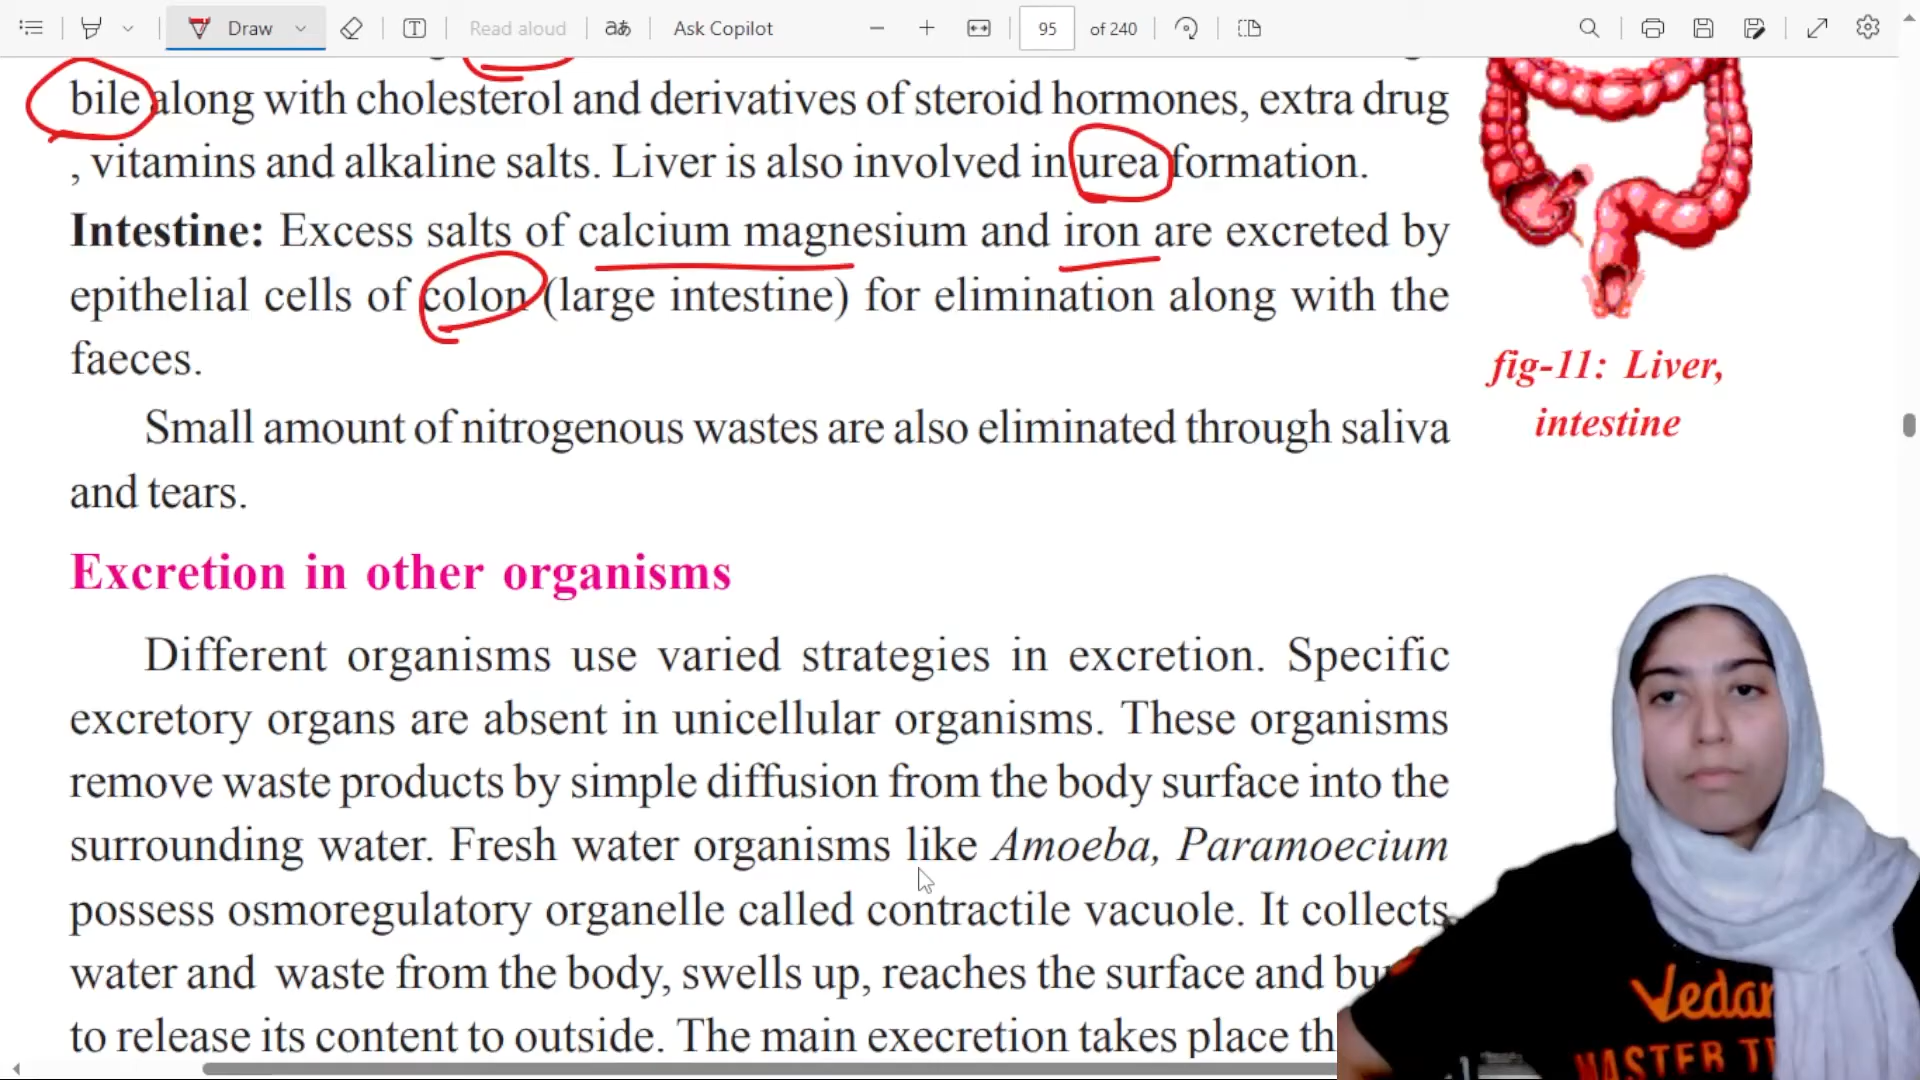 Draw
Read aloud
aあ
Ask Copilot
95
of 240
bile along with cholesterol and derivatives of steroid hormones, extra drug
, vitamins and alkaline salts. Liver is also involved in urea formation.
Intestine: Excess salts of calcium magnesium and iron are excreted by
epithelial cells of colon (large intestine) for elimination along with the
faeces.
Small amount of nitrogenous wastes are also eliminated through saliva
and tears.
fig-11: Liver,
intestine
Excretion in other organisms
Different organisms use varied strategies in excretion. Specific
excretory organs are absent in unicellular organisms. These organisms
remove waste products by simple diffusion from the body surface into the
surrounding water. Fresh water organisms like Amoeba, Paramoecium
possess osmoregulatory organelle called contractile vacuole. It collects
water and waste from the body, swells up, reaches the surface and bu
to release its content to outside. The main execretion takes place th
Vedan
MASTER T